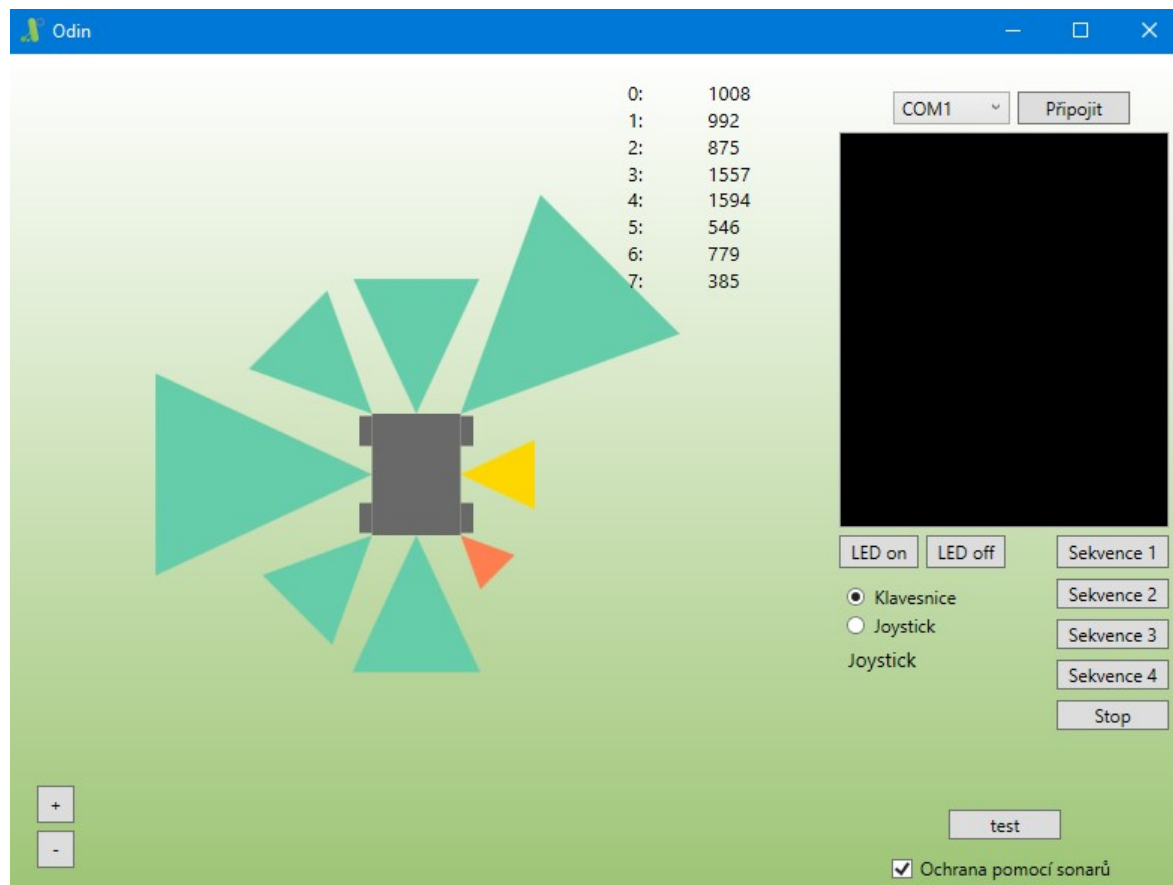 Odin
0: 1008
1: 992
2: 875
3: 1557
4: 1594
5: 546
6: 779
7: 385
COM1 Připojit
LED on LED off Sekvence 1
Klavesnice Sekvence 2
Joystick Sekvence 3
Joystick Sekvence 4
Stop
+
-
test
Ochrana pomocí sonarů